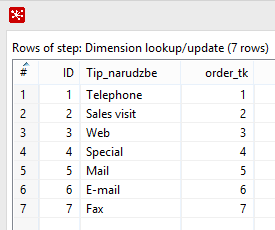 Rows of step: Dimension lookup/update (7 rows)
# ID Tip_narudzbe order_tk
1 1 Telephone 1
2 2 Sales visit 2
3 3 Web 3
4 4 Special 4
5 5 Mail 5
6 6 E-mail 6
7 7 Fax 7